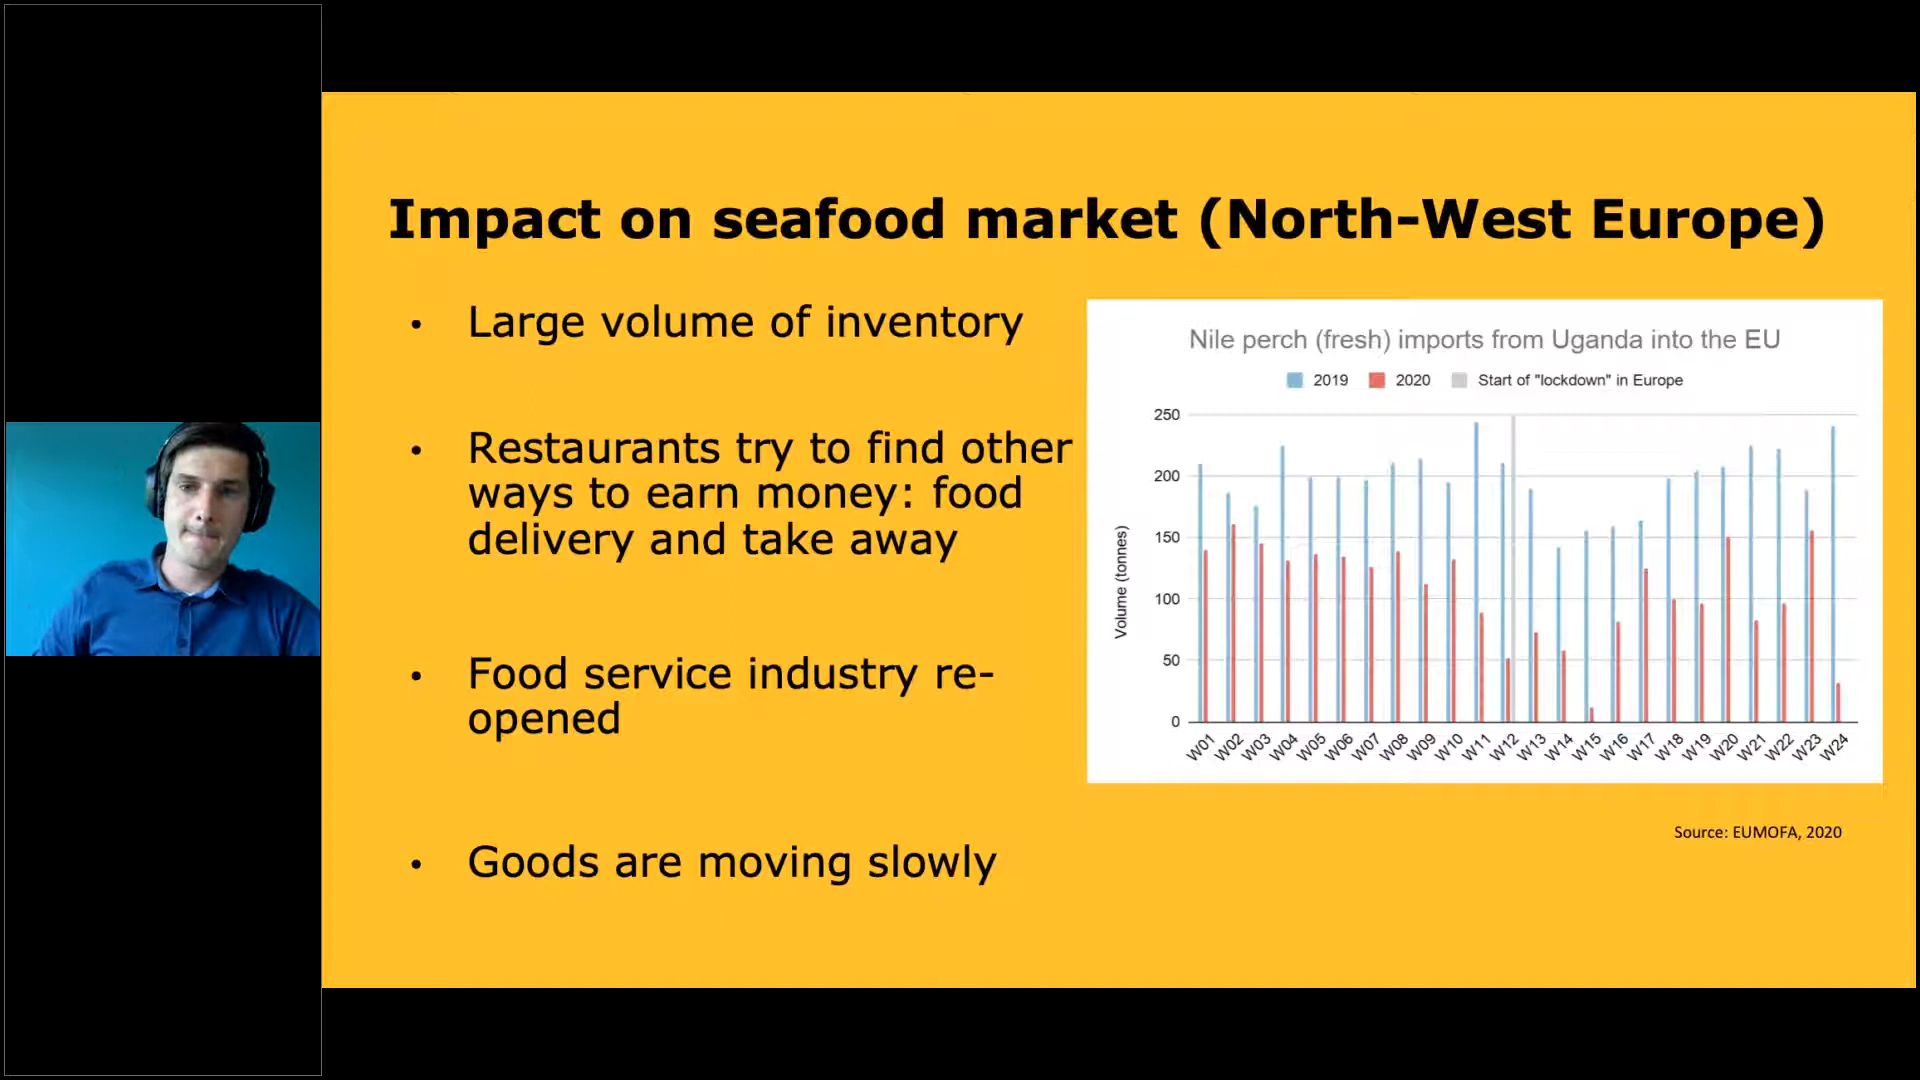 Impact on seafood market (North-West Europe)
• Large volume of inventory
• Restaurants try to find other
ways to earn money: food
delivery and take away
• Food service industry re-
opened
• Goods are moving slowly
Nile perch (fresh) imports from Uganda into the EU
2019 2020 Start of "lockdown" in Europe
Volume (tonnes)
250
200
150
100
50
0
W01 W02 W03 W04 W05 W06 W07 W08 W09 W10 W11 W12 W13 W14 W15 W16 W17 W18 W19 W20 W21 W22 W23 W24
Source: EUMOFA, 2020